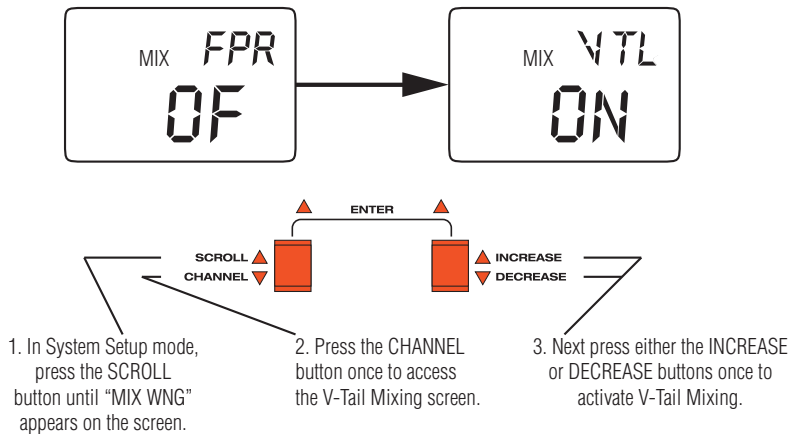 MIX FPR
OF
MIX VTL
ON
ENTER
SCROLL
CHANNEL
INCREASE
DECREASE
1. In System Setup mode,
press the SCROLL
button until “MIX WNG”
appears on the screen.
2. Press the CHANNEL
button once to access
the V-Tail Mixing screen.
3. Next press either the INCREASE
or DECREASE buttons once to
activate V-Tail Mixing.